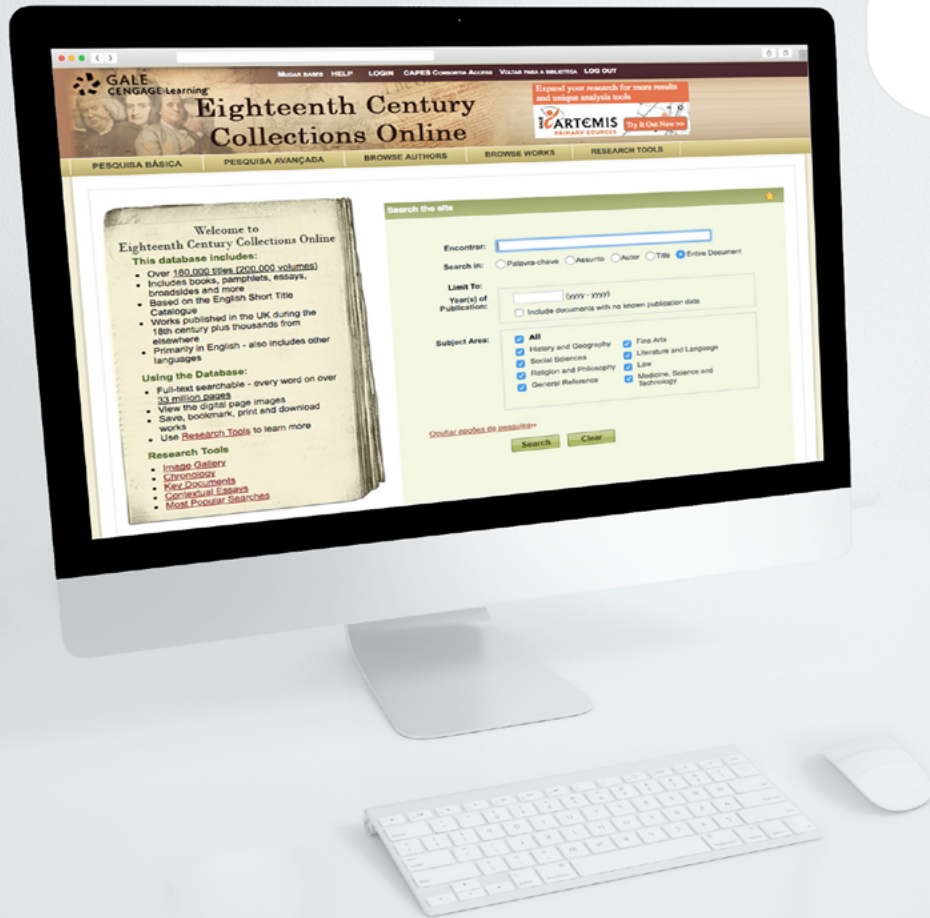 GALE
CENGAGE Learning
MUDAR BASES HELP LOGIN CAPES CONSORTIA ACCESS VOLTAR PARA A BIBLIOTECA LOG OUT
Eighteenth Century
Collections Online
Expand your research for more results
and unique analysis tools
GALE
ARTEMIS
PRIMARY SOURCES
Try It Out Now >>
PESQUISA BÁSICA PESQUISA AVANÇADA BROWSE AUTHORS BROWSE WORKS RESEARCH TOOLS
Welcome to
Eighteenth Century Collections Online
This database includes:
• Over 180,000 titles (200,000 volumes)
• Includes books, pamphlets, essays,
broadsides and more
• Based on the English Short Title
Catalogue
• Works published in the UK during the
18th century plus thousands from
elsewhere
• Primarily in English - also includes other
languages
Using the Database:
• Full-text searchable - every word on over
33 million pages
• View the digital page images
• Save, bookmark, print and download
works
• Use Research Tools to learn more
Research Tools
• Image Gallery
• Chronology
• Key Documents
• Contextual Essays
• Most Popular Searches
Search the site
Encontrar:
Search in: Palavra-chave Assunto Autor Title Entire Document
Limit To:
Year(s) of
Publication:
(yyyy - yyyy)
Include documents with no known publication date
Subject Area:
All
History and Geography
Social Sciences
Religion and Philosophy
General Reference
Fine Arts
Literature and Language
Law
Medicine, Science and
Technology
Ocultar opções de pesquisa>>
Search Clear